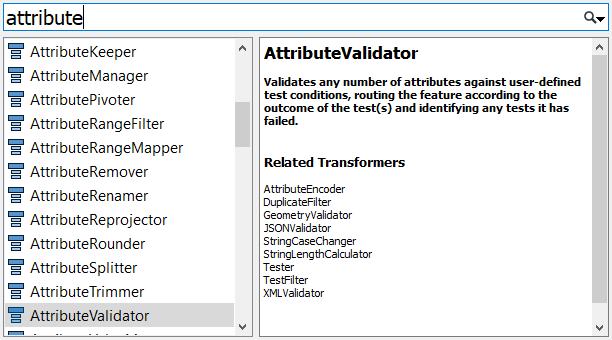 attribute
AttributeKeeper
AttributeManager
AttributePivoter
AttributeRangeFilter
AttributeRangeMapper
AttributeRemover
AttributeRenamer
AttributeReprojector
AttributeRounder
AttributeSplitter
AttributeTrimmer
AttributeValidator
AttributeValidator
Validates any number of attributes against user-defined
test conditions, routing the feature according to the
outcome of the test(s) and identifying any tests it has
failed.
Related Transformers
AttributeEncoder
DuplicateFilter
GeometryValidator
JSONValidator
StringCaseChanger
StringLengthCalculator
Tester
TestFilter
XMLValidator